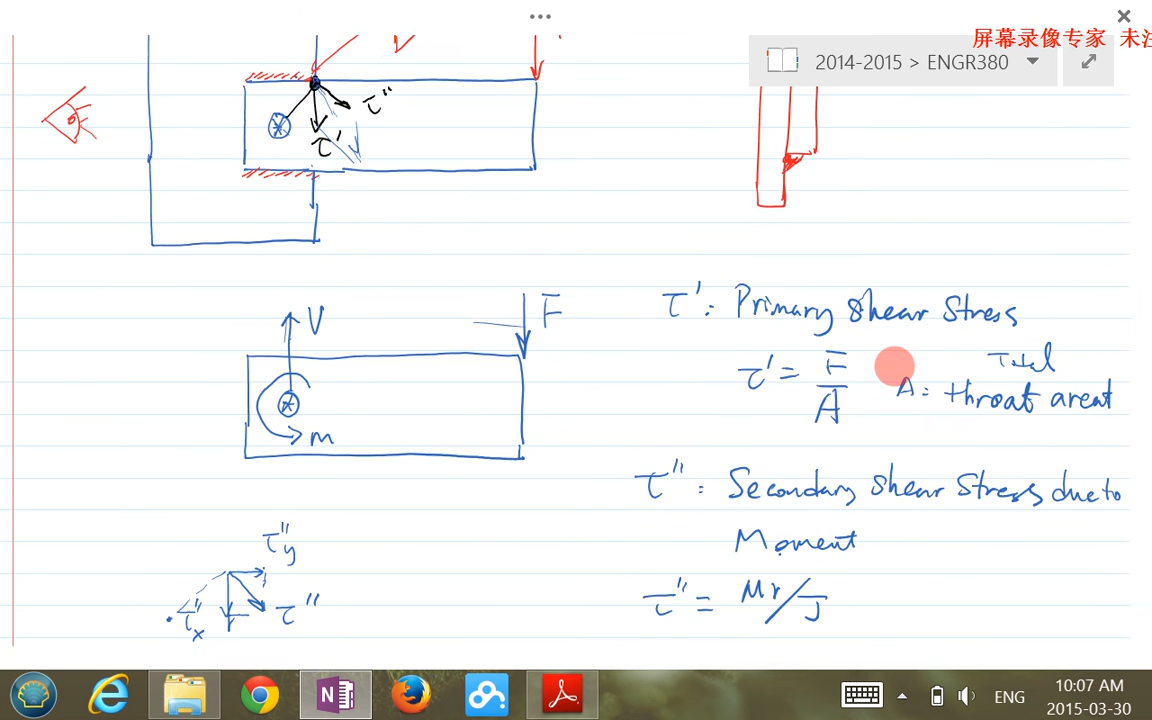 屏幕录像专家 未
2014-2015 > ENGR380
τ''
τ'
V
F
M
τ': Primary Shear Stress
τ' = F/A
Total
A = throat area
τ'': Secondary Shear Stress due to
Moment
τ'' = Mr/J
τ''y
τ''x
τ''
ENG
10:07 AM
2015-03-30